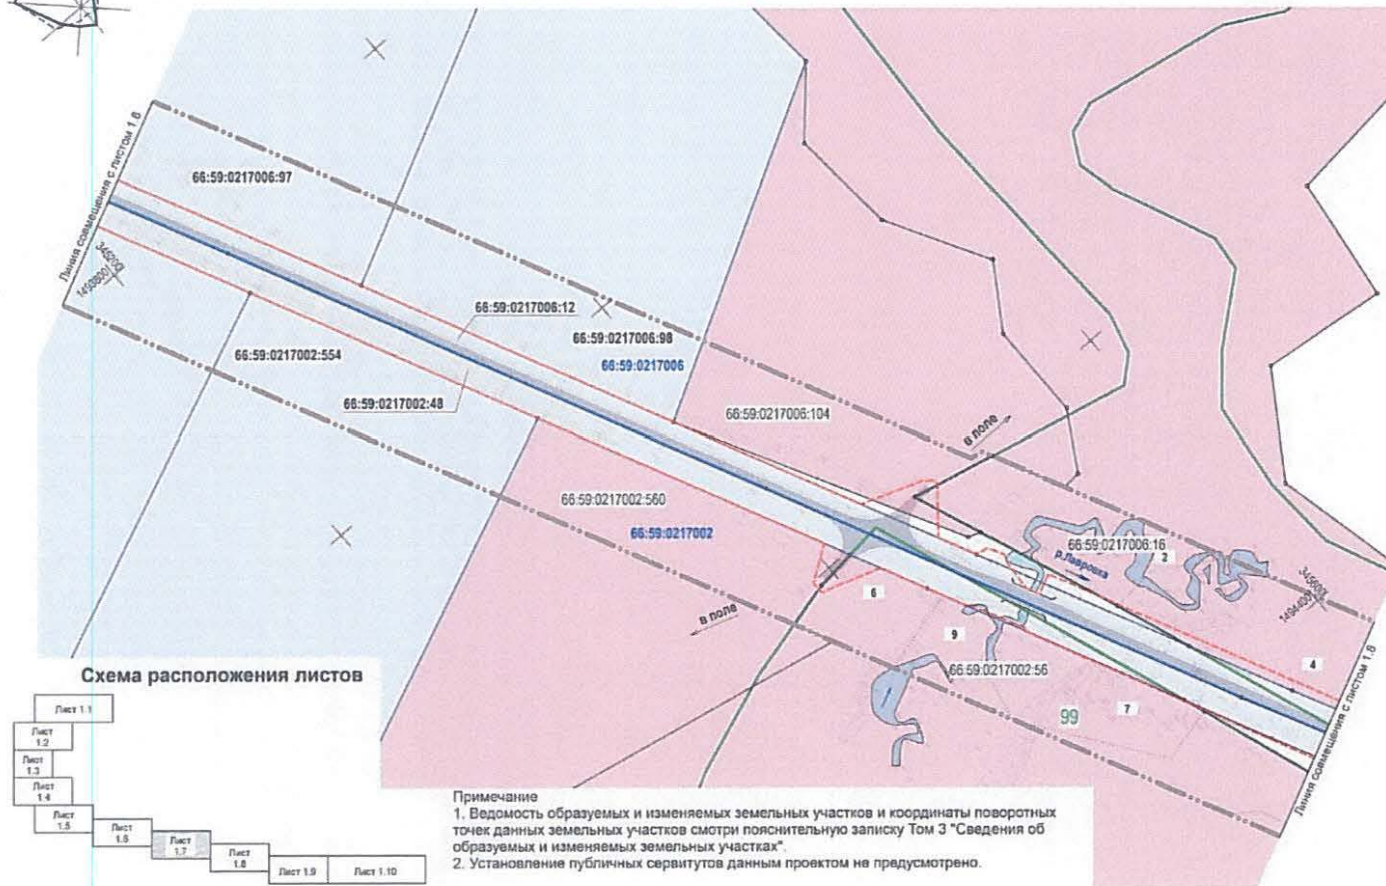 Линия совмещения с листом 1.6
66:59:0217006:97
345200
66:59:0217006:12
66:59:0217006:98
66:59:0217006
66:59:0217002:554
66:59:0217002:48
66:59:0217006:104
в поле
66:59:0217002:560
66:59:0217002
66:59:0217006:16
2
р.Лавровка
345600
1494400
6
9
в поле
66:59:0217002:56
4
7
99
Линия совмещения с листом 1.8
Схема расположения листов
Лист 1.1
Лист
1.2
Лист
1.3
Лист
1.4
Лист
1.5
Лист
1.6
Лист
1.7
Лист
1.8
Лист 1.9
Лист 1.10
Примечание
1. Ведомость образуемых и изменяемых земельных участков и координаты поворотных
точек данных земельных участков смотри пояснительную записку Том 3 "Сведения об
образуемых и изменяемых земельных участках".
2. Установление публичных сервитутов данным проектом не предусмотрено.